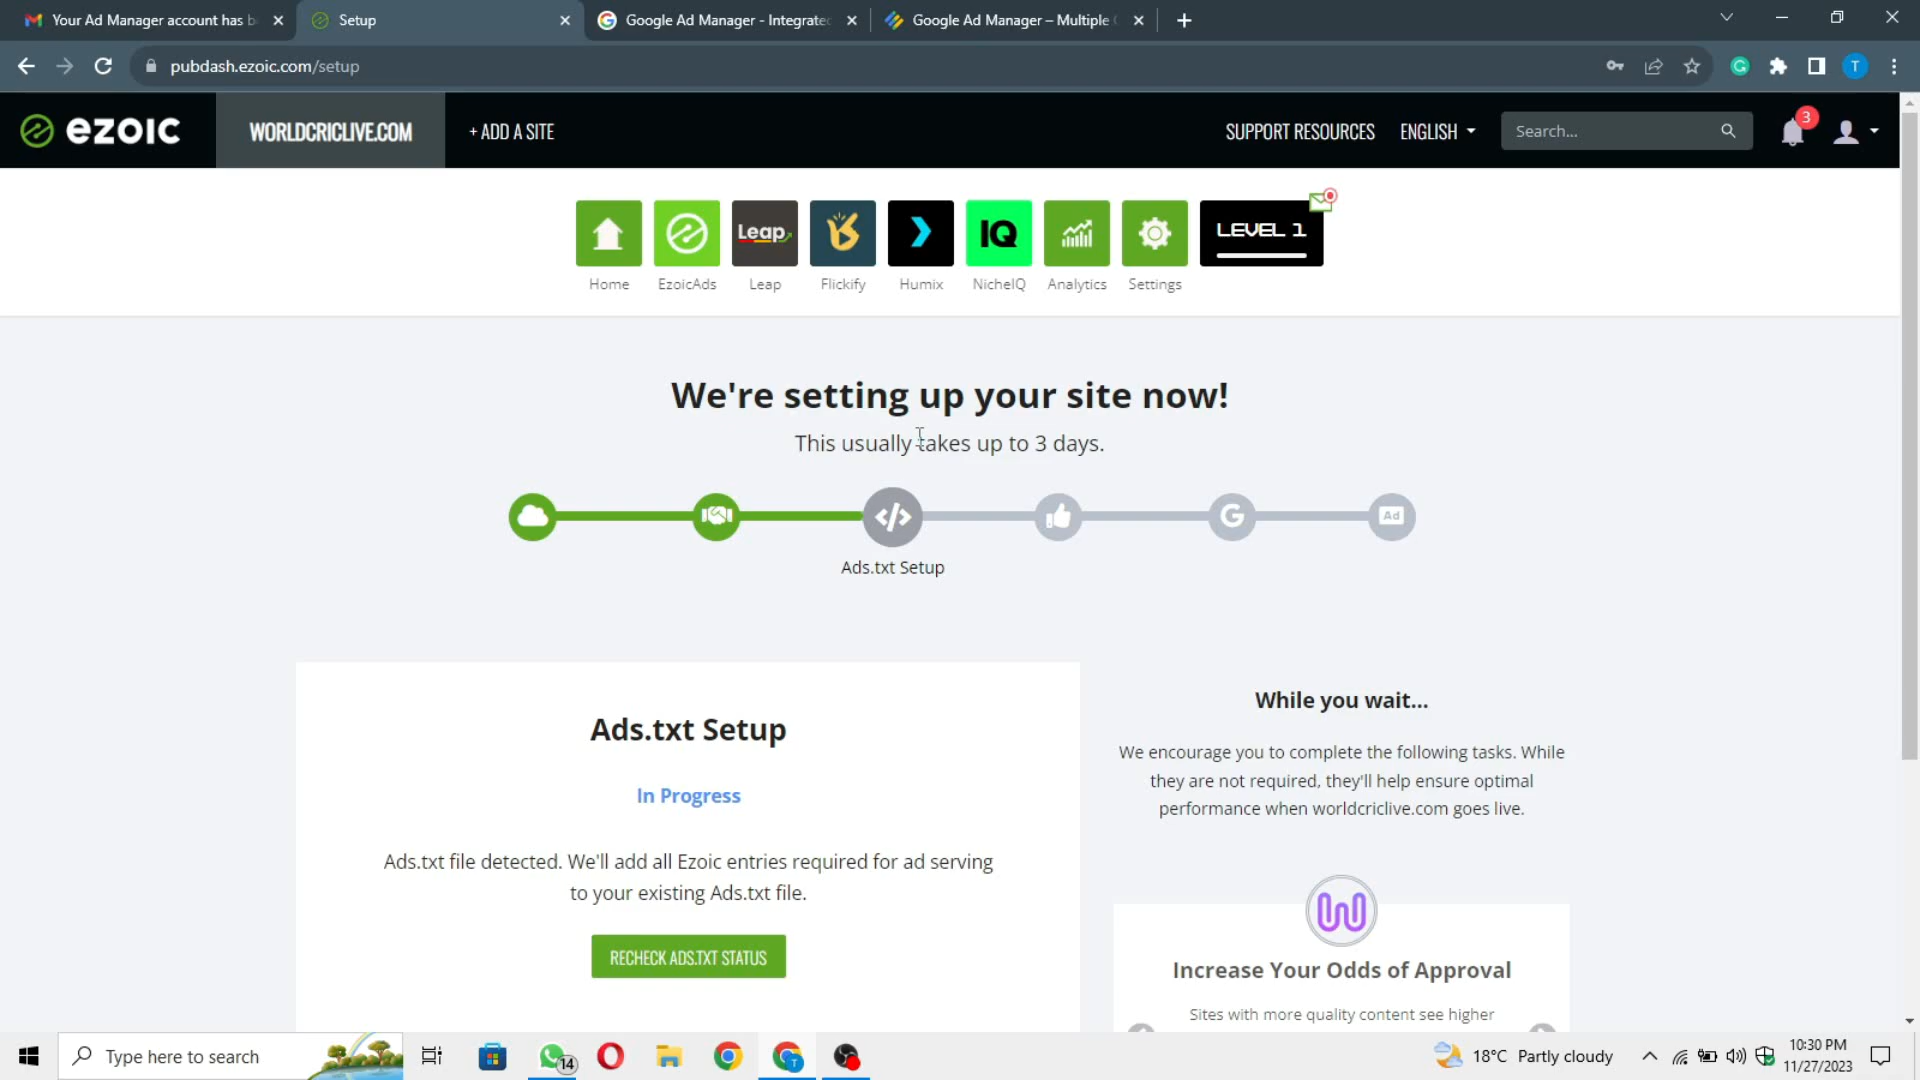 Your Ad Manager account has b
Setup
Google Ad Manager - Integrate
Google Ad Manager – Multiple
pubdash.ezoic.com/setup
T
ezoic
WORLDCRICLIVE.COM
+ ADD A SITE
SUPPORT RESOURCES
ENGLISH
Search...
3
Leap
IQ
LEVEL 1
Home
EzoicAds
Leap
Flickify
Humix
NicheIQ
Analytics
Settings
We're setting up your site now!
This usually takes up to 3 days.
G
Ad
Ads.txt Setup
Ads.txt Setup
In Progress
Ads.txt file detected. We'll add all Ezoic entries required for ad serving
to your existing Ads.txt file.
RECHECK ADS.TXT STATUS
While you wait...
We encourage you to complete the following tasks. While
they are not required, they'll help ensure optimal
performance when worldcriclive.com goes live.
Increase Your Odds of Approval
Sites with more quality content see higher
Type here to search
14
T
18°C Partly cloudy
10:30 PM
11/27/2023